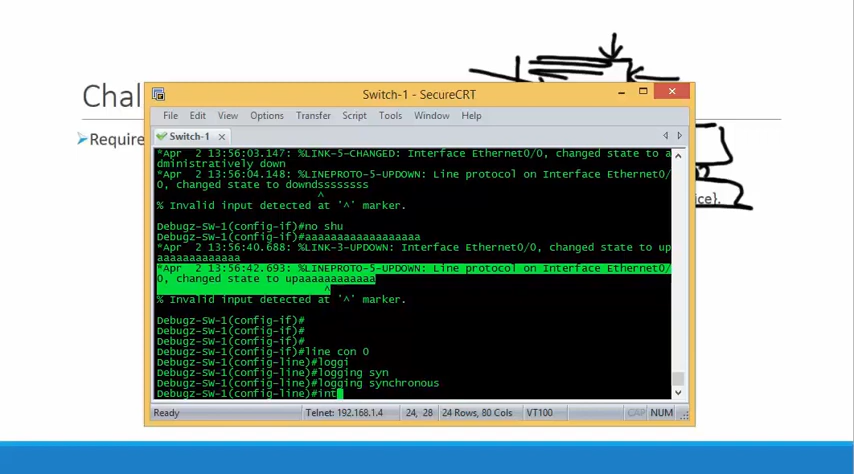 Chal
Require
ice}.
Switch-1 - SecureCRT
File Edit View Options Transfer Script Tools Window Help
Switch-1
*Apr  2 13:56:03.147: %LINK-5-CHANGED: Interface Ethernet0/0, changed state to a
dministratively down
*Apr  2 13:56:04.148: %LINEPROTO-5-UPDOWN: Line protocol on Interface Ethernet0/
0, changed state to downdsssssss
^
% Invalid input detected at '^' marker.
Debugz-SW-1(config-if)#no shu
Debugz-SW-1(config-if)#aaaaaaaaaaaaaaaaaa
*Apr  2 13:56:40.688: %LINK-3-UPDOWN: Interface Ethernet0/0, changed state to up
aaaaaaaaaaaaa
*Apr  2 13:56:42.693: %LINEPROTO-5-UPDOWN: Line protocol on Interface Ethernet0/
0, changed state to upaaaaaaaaaaaa
^
% Invalid input detected at '^' marker.
Debugz-SW-1(config-if)#
Debugz-SW-1(config-if)#
Debugz-SW-1(config-if)#
Debugz-SW-1(config-if)#line con 0
Debugz-SW-1(config-line)#loggi
Debugz-SW-1(config-line)#logging syn
Debugz-SW-1(config-line)#logging synchronous
Debugz-SW-1(config-line)#int
Ready Telnet: 192.168.1.4 24, 28 24 Rows, 80 Cols VT100 CAP NUM